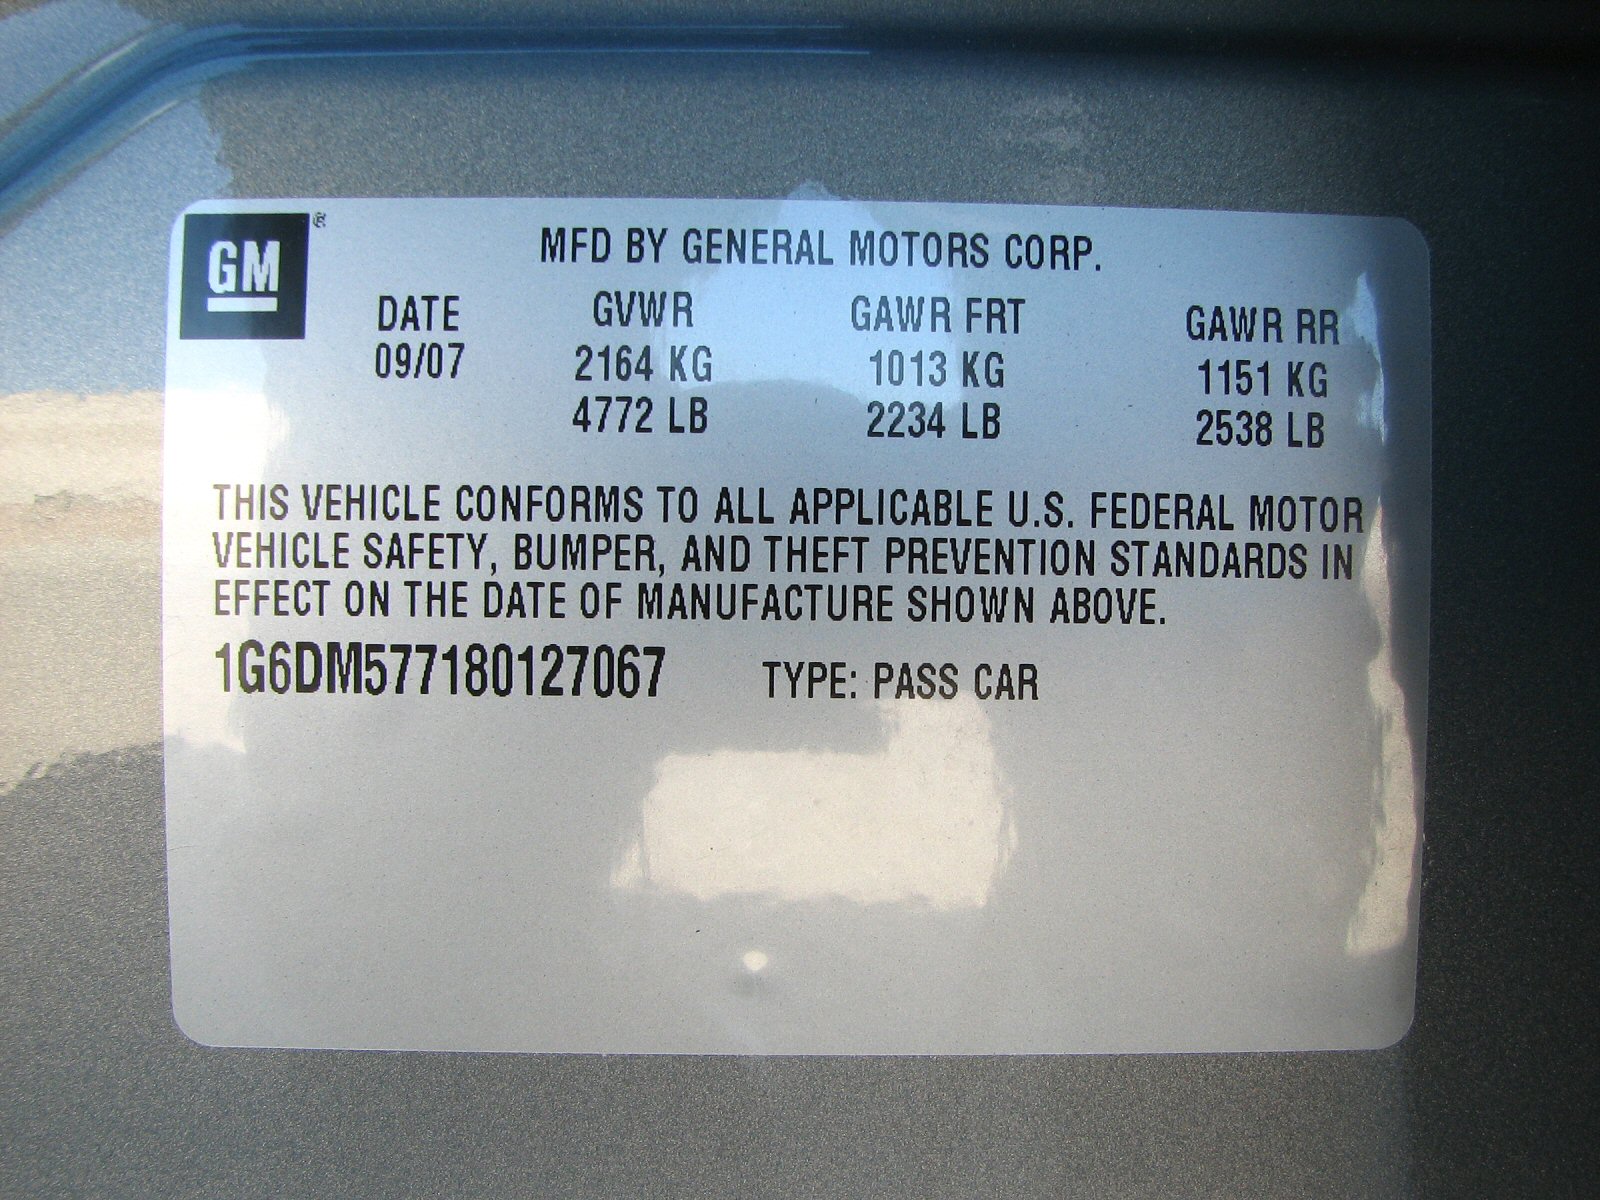 GM ®
MFD BY GENERAL MOTORS CORP.
DATE GVWR GAWR FRT GAWR RR
09/07 2164 KG 1013 KG 1151 KG
4772 LB 2234 LB 2538 LB
THIS VEHICLE CONFORMS TO ALL APPLICABLE U.S. FEDERAL MOTOR
VEHICLE SAFETY, BUMPER, AND THEFT PREVENTION STANDARDS IN
EFFECT ON THE DATE OF MANUFACTURE SHOWN ABOVE.
1G6DM577180127067 TYPE: PASS CAR